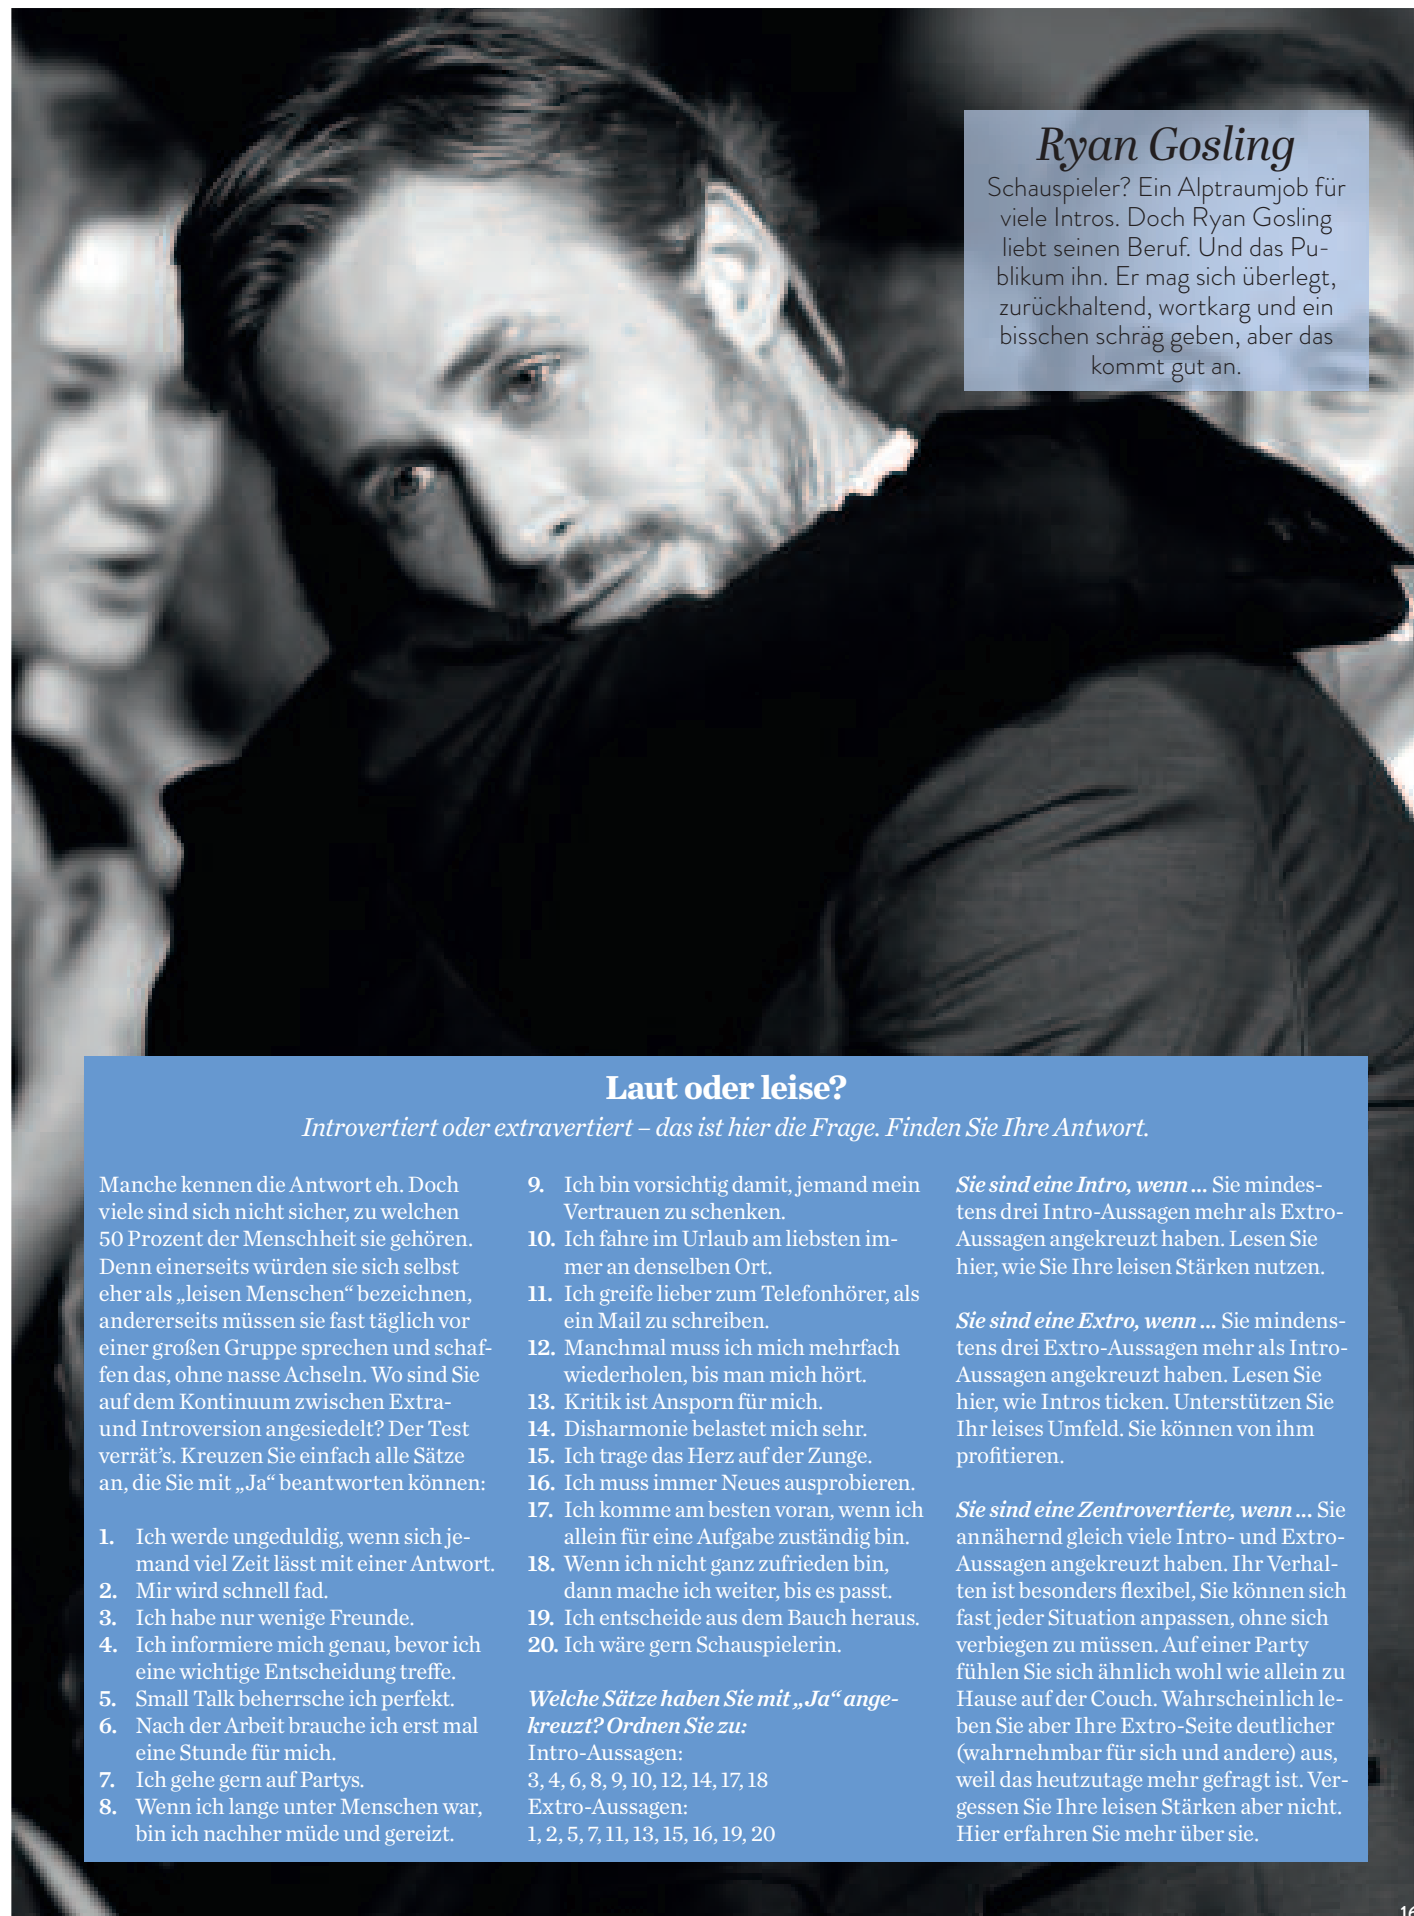 Ryan Gosling
Schauspieler? Ein Alptraumjob für
viele Intros. Doch Ryan Gosling
liebt seinen Beruf. Und das Pu-
blikum ihn. Er mag sich überlegt,
zurückhaltend, wortkarg und ein
bisschen schräg geben, aber das
kommt gut an.
Laut oder leise?
Introvertiert oder extravertiert – das ist hier die Frage. Finden Sie Ihre Antwort.
Manche kennen die Antwort eh. Doch
viele sind sich nicht sicher, zu welchen
50 Prozent der Menschheit sie gehören.
Denn einerseits würden sie sich selbst
eher als „leisen Menschen“ bezeichnen,
andererseits müssen sie fast täglich vor
einer großen Gruppe sprechen und schaf-
fen das, ohne nasse Achseln. Wo sind Sie
auf dem Kontinuum zwischen Extra-
und Introversion angesiedelt? Der Test
verrät’s. Kreuzen Sie einfach alle Sätze
an, die Sie mit „Ja“ beantworten können:
1. Ich werde ungeduldig, wenn sich je-
mand viel Zeit lässt mit einer Antwort.
2. Mir wird schnell fad.
3. Ich habe nur wenige Freunde.
4. Ich informiere mich genau, bevor ich
eine wichtige Entscheidung treffe.
5. Small Talk beherrsche ich perfekt.
6. Nach der Arbeit brauche ich erst mal
eine Stunde für mich.
7. Ich gehe gern auf Partys.
8. Wenn ich lange unter Menschen war,
bin ich nachher müde und gereizt.
9. Ich bin vorsichtig damit, jemand mein
Vertrauen zu schenken.
10. Ich fahre im Urlaub am liebsten im-
mer an denselben Ort.
11. Ich greife lieber zum Telefonhörer, als
ein Mail zu schreiben.
12. Manchmal muss ich mich mehrfach
wiederholen, bis man mich hört.
13. Kritik ist Ansporn für mich.
14. Disharmonie belastet mich sehr.
15. Ich trage das Herz auf der Zunge.
16. Ich muss immer Neues ausprobieren.
17. Ich komme am besten voran, wenn ich
allein für eine Aufgabe zuständig bin.
18. Wenn ich nicht ganz zufrieden bin,
dann mache ich weiter, bis es passt.
19. Ich entscheide aus dem Bauch heraus.
20. Ich wäre gern Schauspielerin.
Welche Sätze haben Sie mit „Ja“ ange-
kreuzt? Ordnen Sie zu:
Intro-Aussagen:
3, 4, 6, 8, 9, 10, 12, 14, 17, 18
Extro-Aussagen:
1, 2, 5, 7, 11, 13, 15, 16, 19, 20
Sie sind eine Intro, wenn ... Sie mindes-
tens drei Intro-Aussagen mehr als Extro-
Aussagen angekreuzt haben. Lesen Sie
hier, wie Sie Ihre leisen Stärken nutzen.
Sie sind eine Extro, wenn ... Sie mindens-
tens drei Extro-Aussagen mehr als Intro-
Aussagen angekreuzt haben. Lesen Sie
hier, wie Intros ticken. Unterstützen Sie
Ihr leises Umfeld. Sie können von ihm
profitieren.
Sie sind eine Zentrovertierte, wenn ... Sie
annähernd gleich viele Intro- und Extro-
Aussagen angekreuzt haben. Ihr Verhal-
ten ist besonders flexibel, Sie können sich
fast jeder Situation anpassen, ohne sich
verbiegen zu müssen. Auf einer Party
fühlen Sie sich ähnlich wohl wie allein zu
Hause auf der Couch. Wahrscheinlich le-
ben Sie aber Ihre Extro-Seite deutlicher
(wahrnehmbar für sich und andere) aus,
weil das heutzutage mehr gefragt ist. Ver-
gessen Sie Ihre leisen Stärken aber nicht.
Hier erfahren Sie mehr über sie.